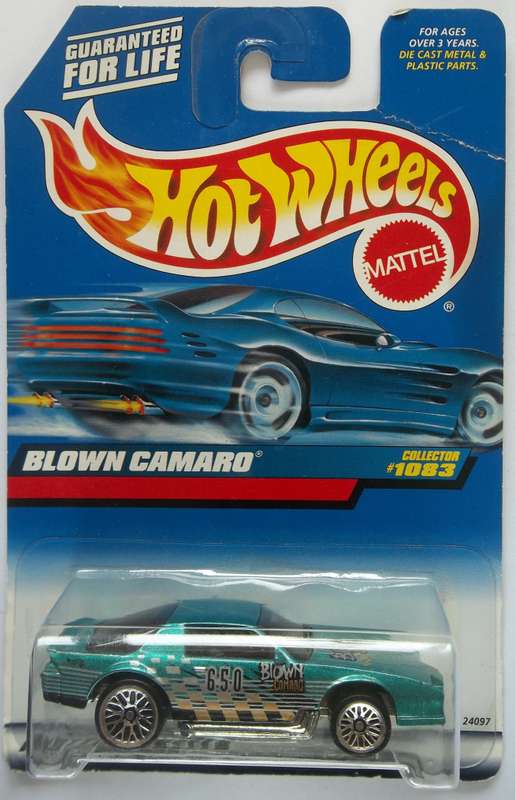 GUARANTEED
FOR LIFE
FOR AGES
OVER 3 YEARS.
DIE CAST METAL &
PLASTIC PARTS.
HOT WHEELS
MATTEL
®
BLOWN CAMARO®
COLLECTOR
#1083
650
BLOWN
CAMARO
24097